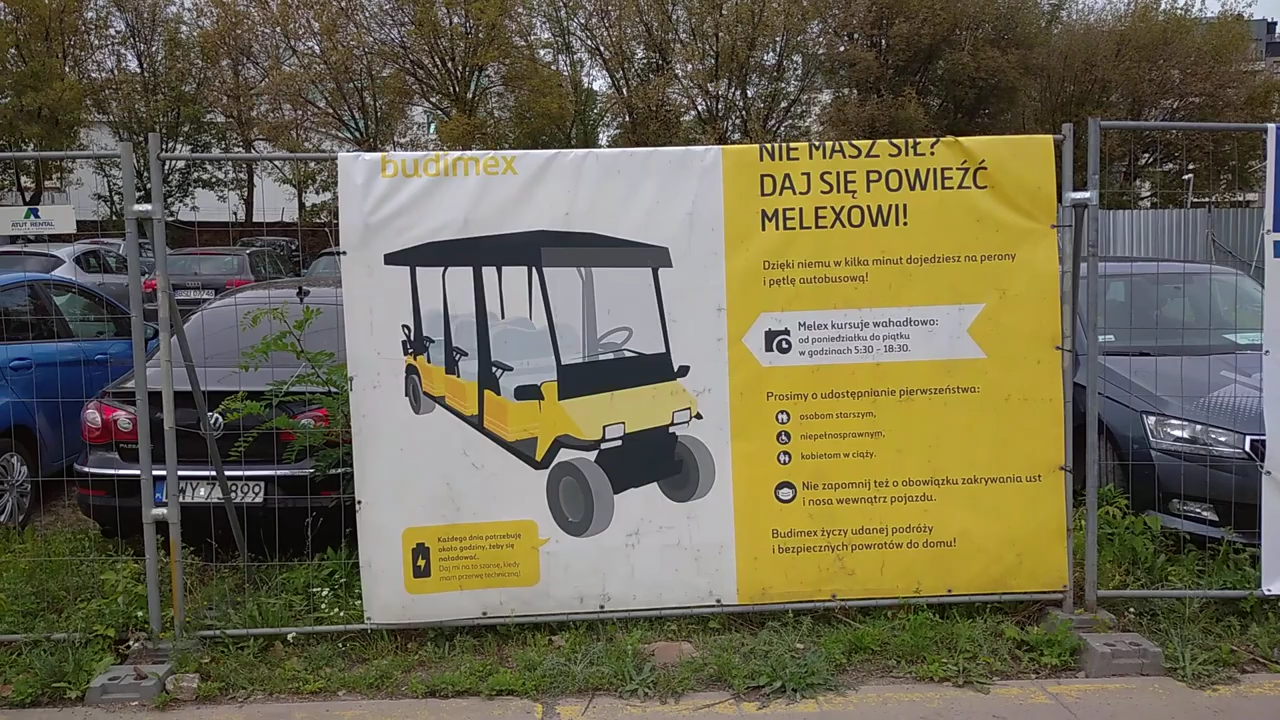 budimex
NIE MASZ SIŁ?
DAJ SIĘ POWIEŹĆ
MELEXOWI!
Dzięki niemu w kilka minut dojedziesz na perony
i pętlę autobusową!
Melex kursuje wahadłowo:
od poniedziałku do piątku
w godzinach 5:30 - 18:30.
Prosimy o udostępnianie pierwszeństwa:
osobom starszym,
niepełnosprawnym,
kobietom w ciąży.
Nie zapomnij też o obowiązku zakrywania ust
i nosa wewnątrz pojazdu.
Budimex życzy udanej podróży
i bezpiecznych powrotów do domu!
Każdego dnia potrzebuję
około godziny, żeby się
naładować.
Daj mi na to szansę, kiedy
mam przerwę techniczną!
ATUT RENTAL